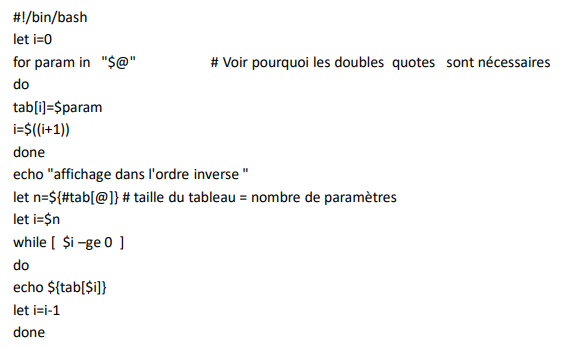 #!/bin/bash
let i=0
for param in "$@" # Voir pourquoi les doubles quotes sont nécessaires
do
tab[i]=$param
i=$((i+1))
done
echo "affichage dans l'ordre inverse "
let n=${#tab[@]} # taille du tableau = nombre de paramètres
let i=$n
while [ $i –ge 0 ]
do
echo ${tab[$i]}
let i=i-1
done